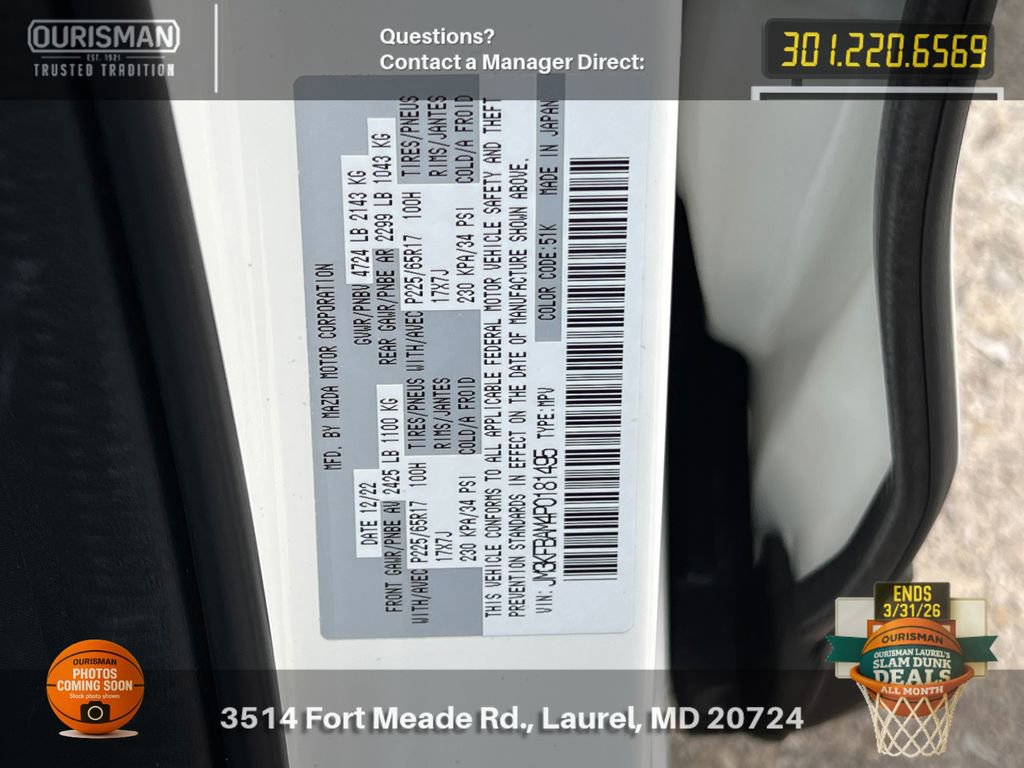 OURISMAN
EST. 1921
TRUSTED TRADITION
Questions?
Contact a Manager Direct:
301.220.6569
MFD. BY MAZDA MOTOR CORPORATION
DATE 12/22 GVWR/PNBV 4724 LB 2143 KG
FRONT GAWR/PNBE AV 2425 LB 1100 KG REAR GAWR/PNBE AR 2299 LB 1043 KG
WITH/AVEC P225/65R17 100H TIRES/PNEUS WITH/AVEC P225/65R17 100H TIRES/PNEUS
17X7J RIMS/JANTES 17X7J RIMS/JANTES
230 KPA/34 PSI COLD/A FROID 230 KPA/34 PSI COLD/A FROID
THIS VEHICLE CONFORMS TO ALL APPLICABLE FEDERAL MOTOR VEHICLE SAFETY AND THEFT
PREVENTION STANDARDS IN EFFECT ON THE DATE OF MANUFACTURE SHOWN ABOVE.
VIN: JM3KFBAM4P0181495 TYPE:MPV COLOR CODE:51K MADE IN JAPAN
OURISMAN
PHOTOS
COMING SOON
Stock photo shown
3514 Fort Meade Rd., Laurel, MD 20724
ENDS
3/31/26
OURISMAN
OURISMAN LAUREL'S
SLAM DUNK
DEALS
ALL MONTH